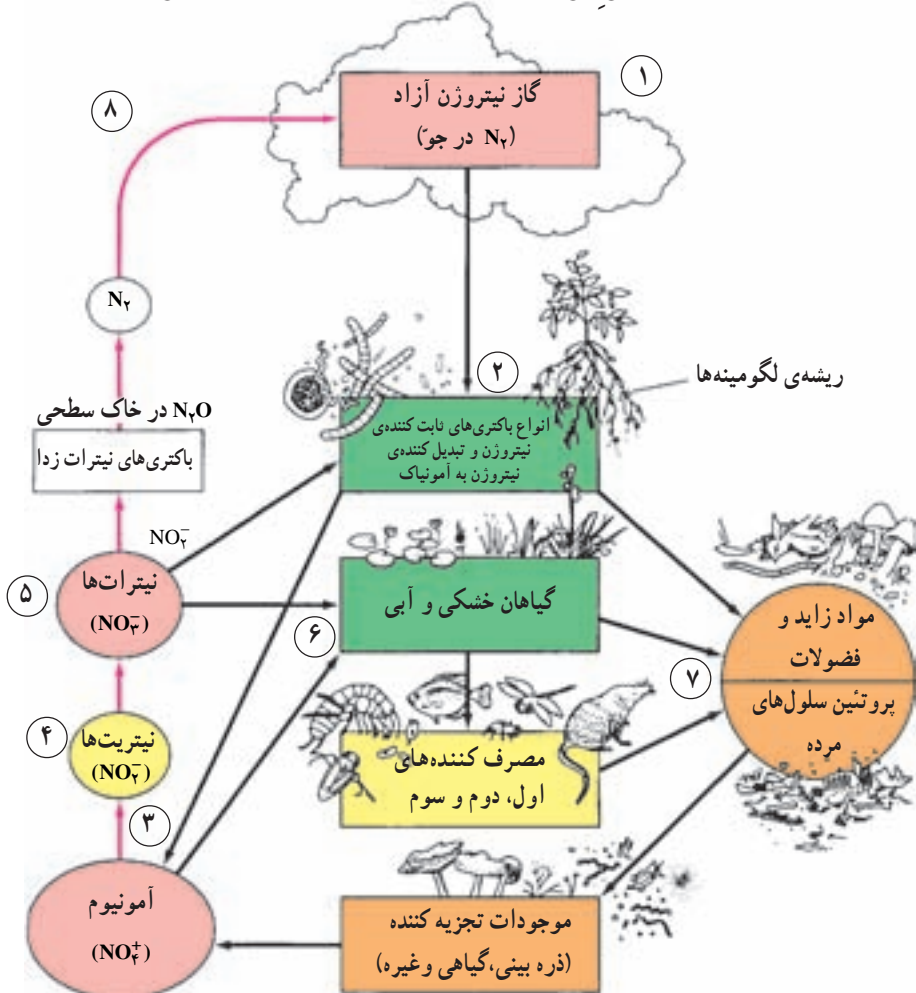 ۱
گاز نیتروژن آزاد
(N۲ در جوّ)
۸
N۲
۲
ریشه‌ی لگومینه‌ها
انواع باکتری‌های ثابت کننده‌ی
نیتروژن و تبدیل کننده‌ی
نیتروژن به آمونیاک
N۲O در خاک سطحی
باکتری‌های نیترات زدا
NO۲−
۵
نیترات‌ها
(NO۳−)
گیاهان خشکی و آبی
۶
۷
مواد زاید و
فضولات
پروتئین سلول‌های
مرده
۴
نیتریت‌ها
(NO۲−)
مصرف کننده‌های
اول، دوم و سوم
۳
آمونیوم
(NO۴+)
موجودات تجزیه کننده
(ذره بینی،گیاهی وغیره)